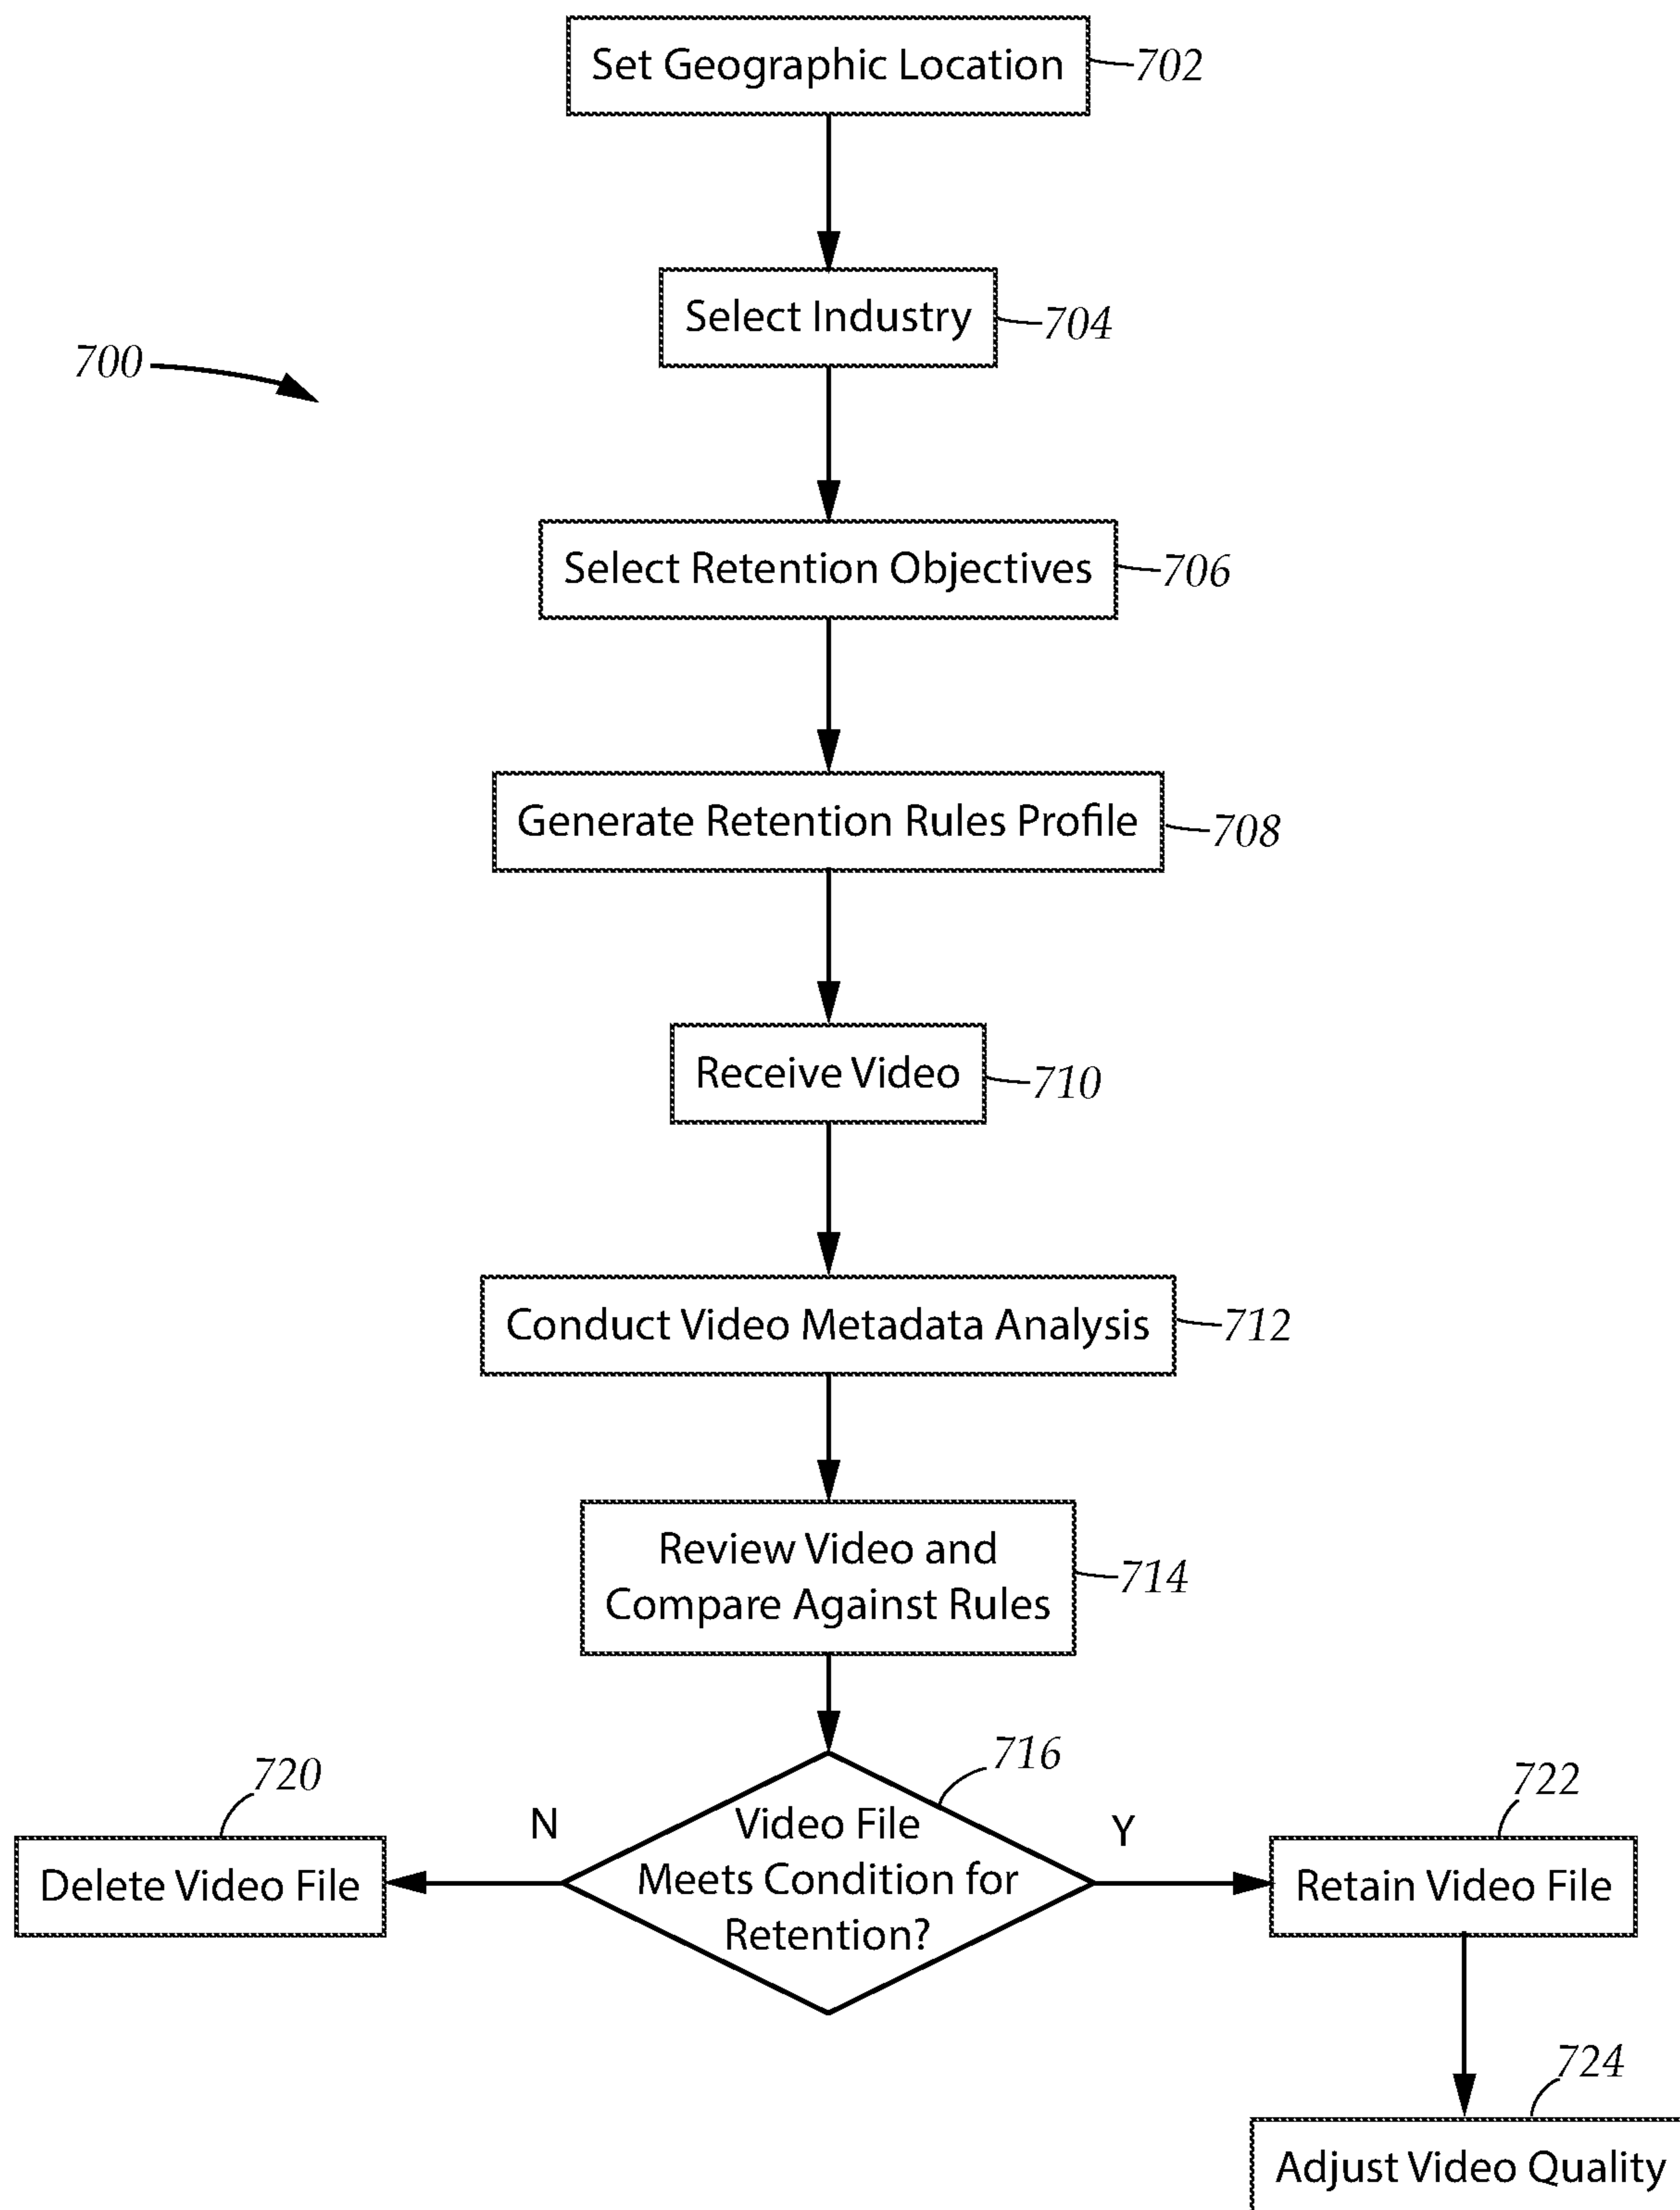 Set Geographic Location
702
Select Industry
704
700
Select Retention Objectives
706
Generate Retention Rules Profile
708
Receive Video
710
Conduct Video Metadata Analysis
712
Review Video and
Compare Against Rules
714
716
720
722
N
Video File
Meets Condition for
Retention?
Y
Delete Video File
Retain Video File
724
Adjust Video Quality